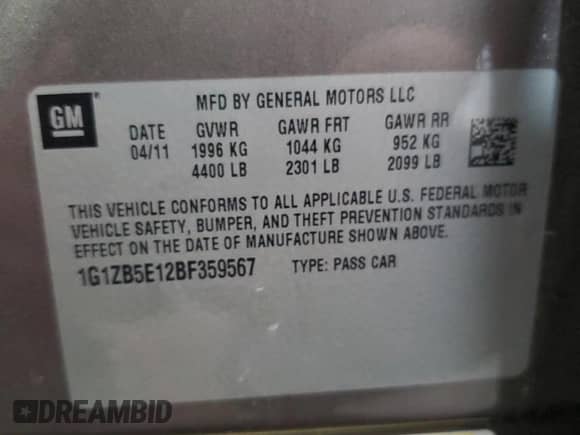 GM
MFD BY GENERAL MOTORS LLC
DATE GVWR GAWR FRT GAWR RR
04/11 1996 KG 1044 KG 952 KG
4400 LB 2301 LB 2099 LB
THIS VEHICLE CONFORMS TO ALL APPLICABLE U.S. FEDERAL MOTOR
VEHICLE SAFETY, BUMPER, AND THEFT PREVENTION STANDARDS IN
EFFECT ON THE DATE OF MANUFACTURE SHOWN ABOVE.
1G1ZB5E12BF359567 TYPE: PASS CAR
DREAMBID